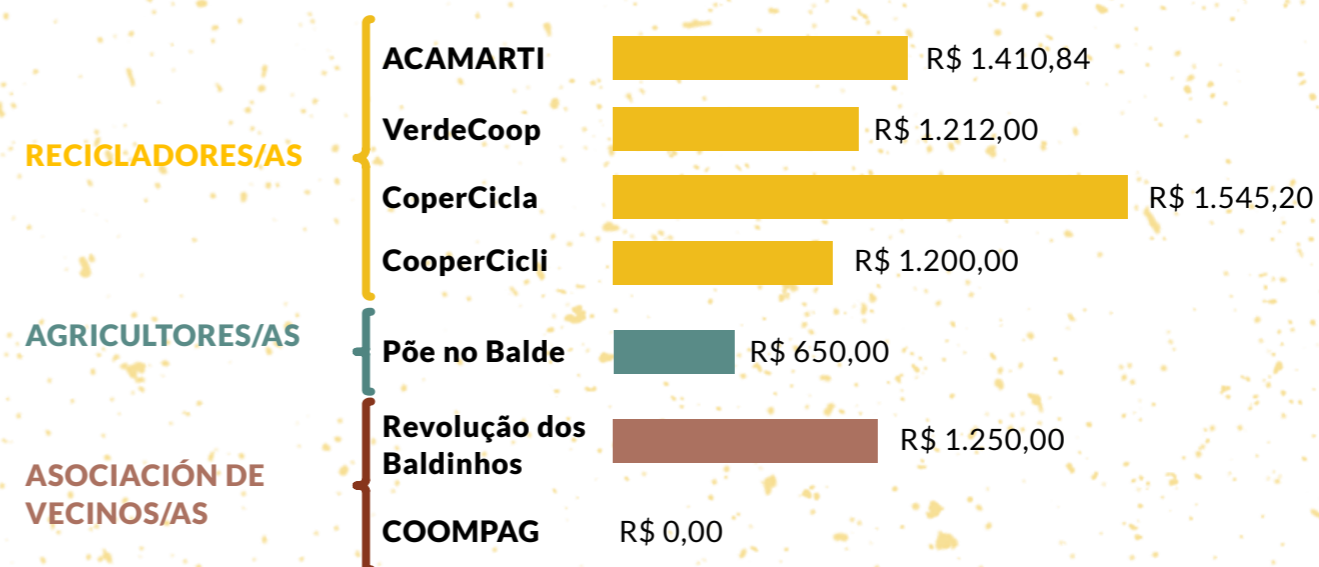 ACAMARTI R$ 1.410,84
VerdeCoop R$ 1.212,00
RECICLADORES/AS
CoperCicla R$ 1.545,20
CooperCicli R$ 1.200,00
AGRICULTORES/AS
Põe no Balde R$ 650,00
Revolução dos
Baldinhos R$ 1.250,00
ASOCIACIÓN DE
VECINOS/AS
COOMPAG R$ 0,00